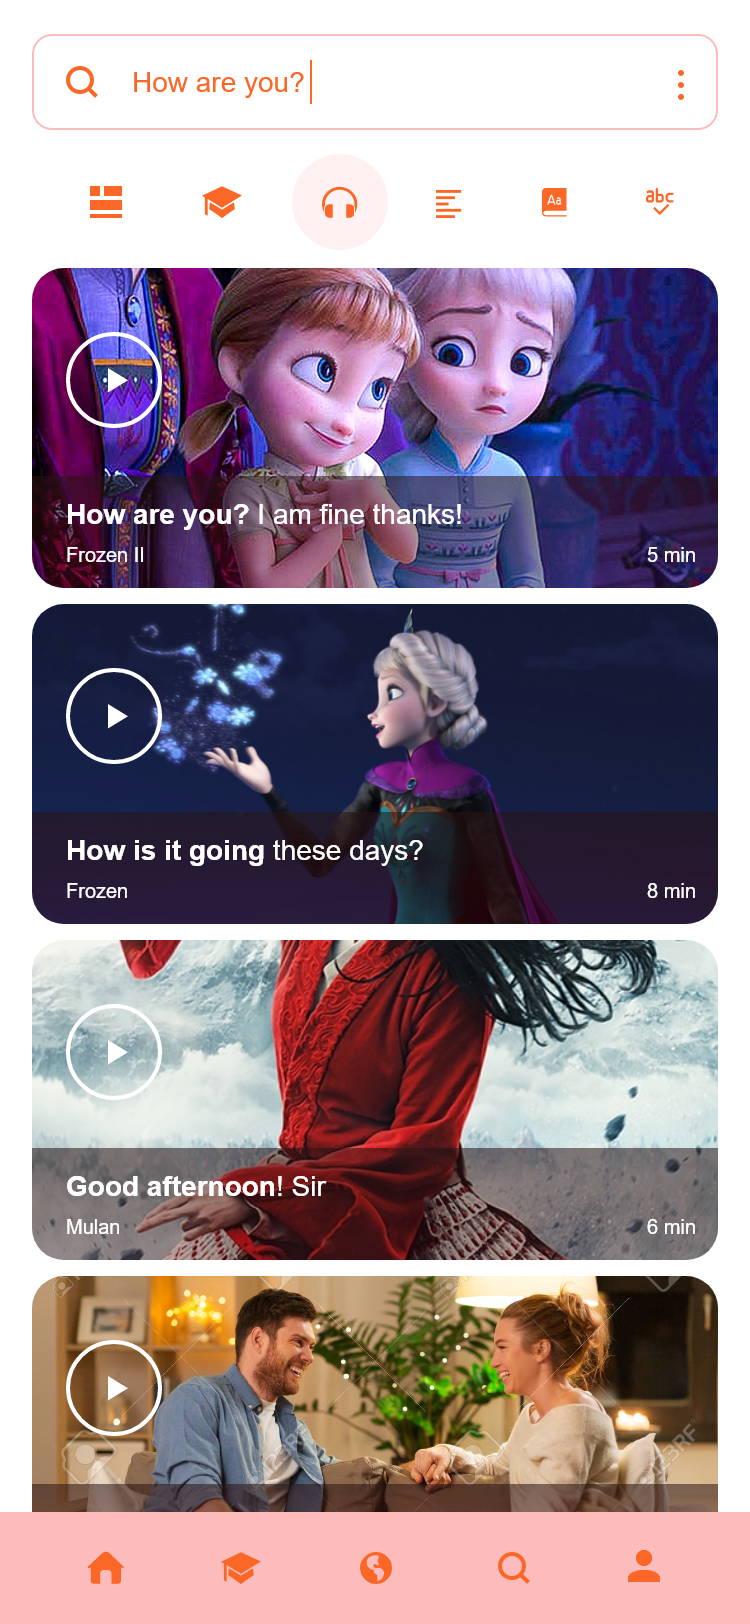 How are you?
Aa
abc
How are you? I am fine thanks!
Frozen II
5 min
How is it going these days?
Frozen
8 min
Good afternoon! Sir
Mulan
6 min
123RF